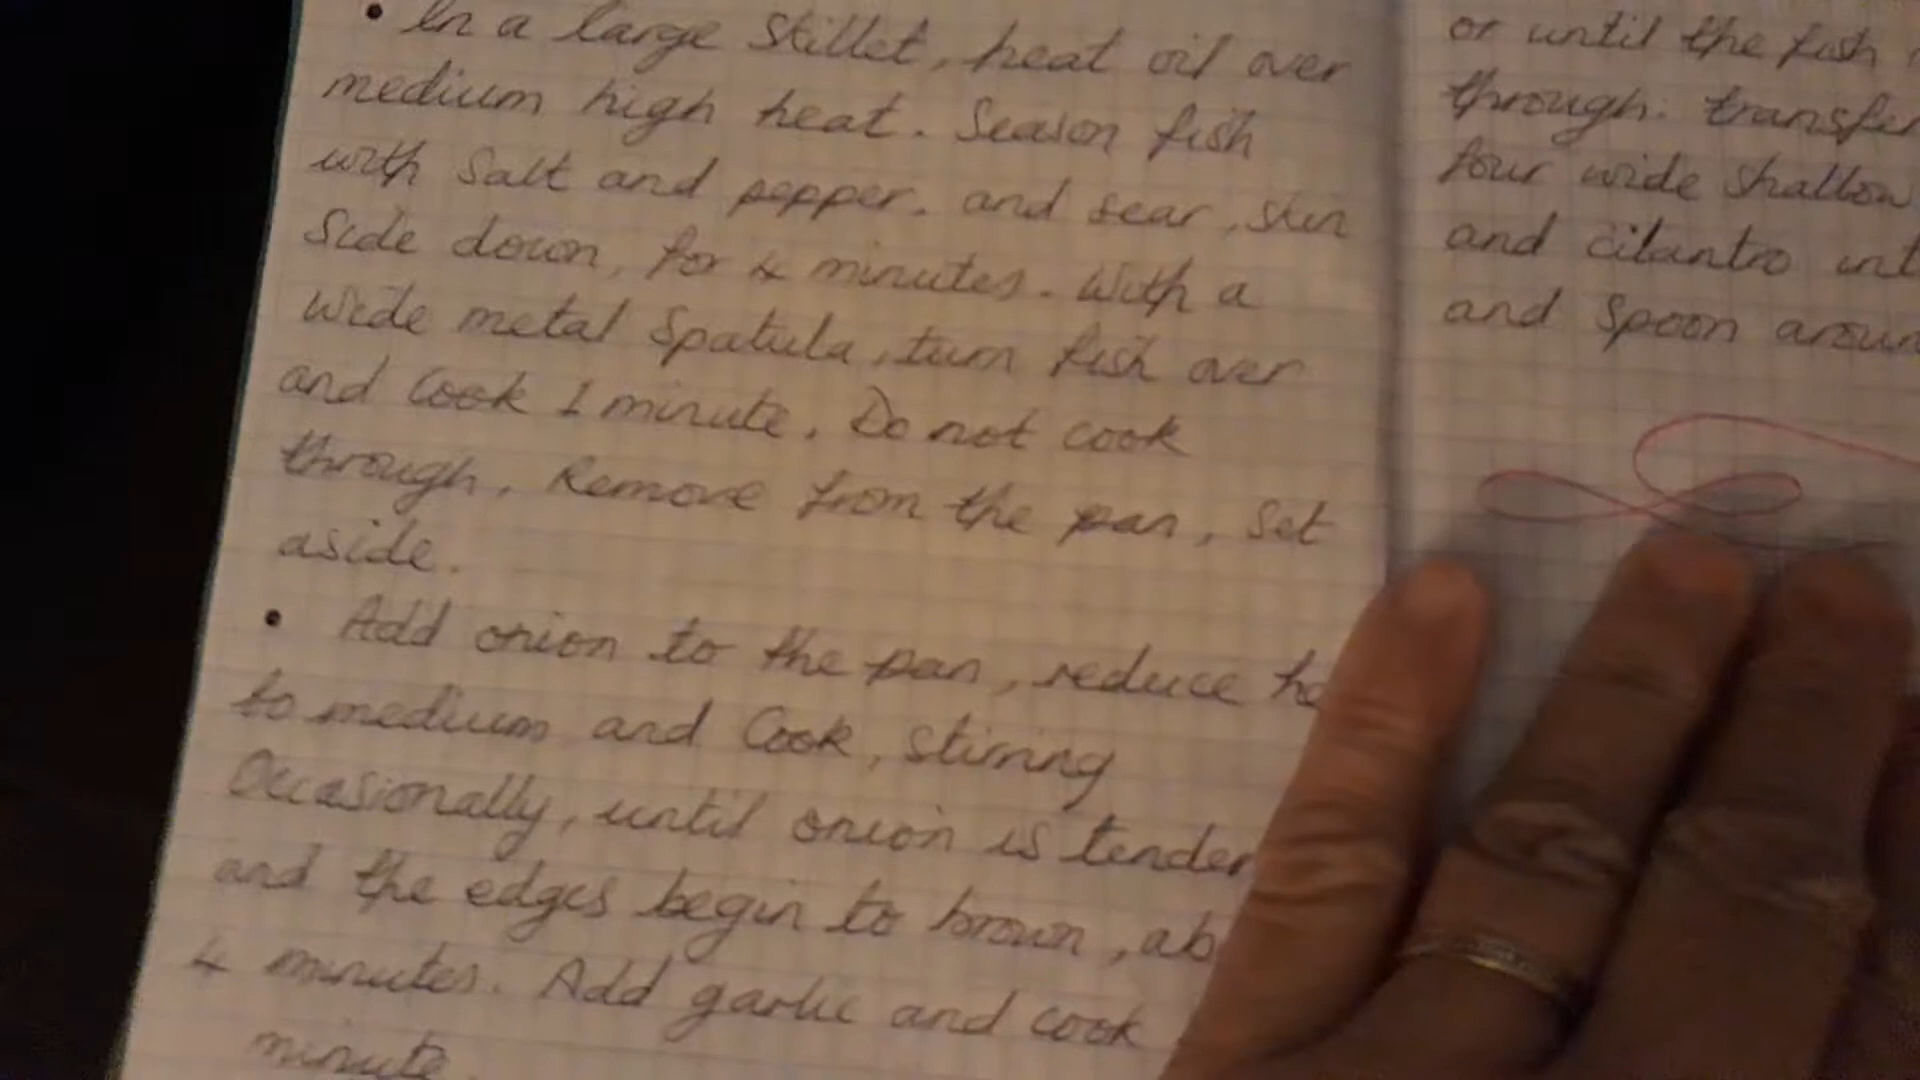 • In a large Skillet, heat oil over
medium high heat. Season fish
with Salt and pepper. and sear, skin
Side down, for 4 minutes. With a
wide metal Spatula, turn fish over
and Cook 1 minute. Do not cook
through. Remove from the pan, Set
aside.
• Add onion to the pan, reduce
to medium and Cook, stirring
Occasionally, until onion is tender
and the edges begin to brown, ab
4 minutes. Add garlic and cook
minute.
or until the fish
through. transfer
four wide shallow
and cilantro
and Spoon